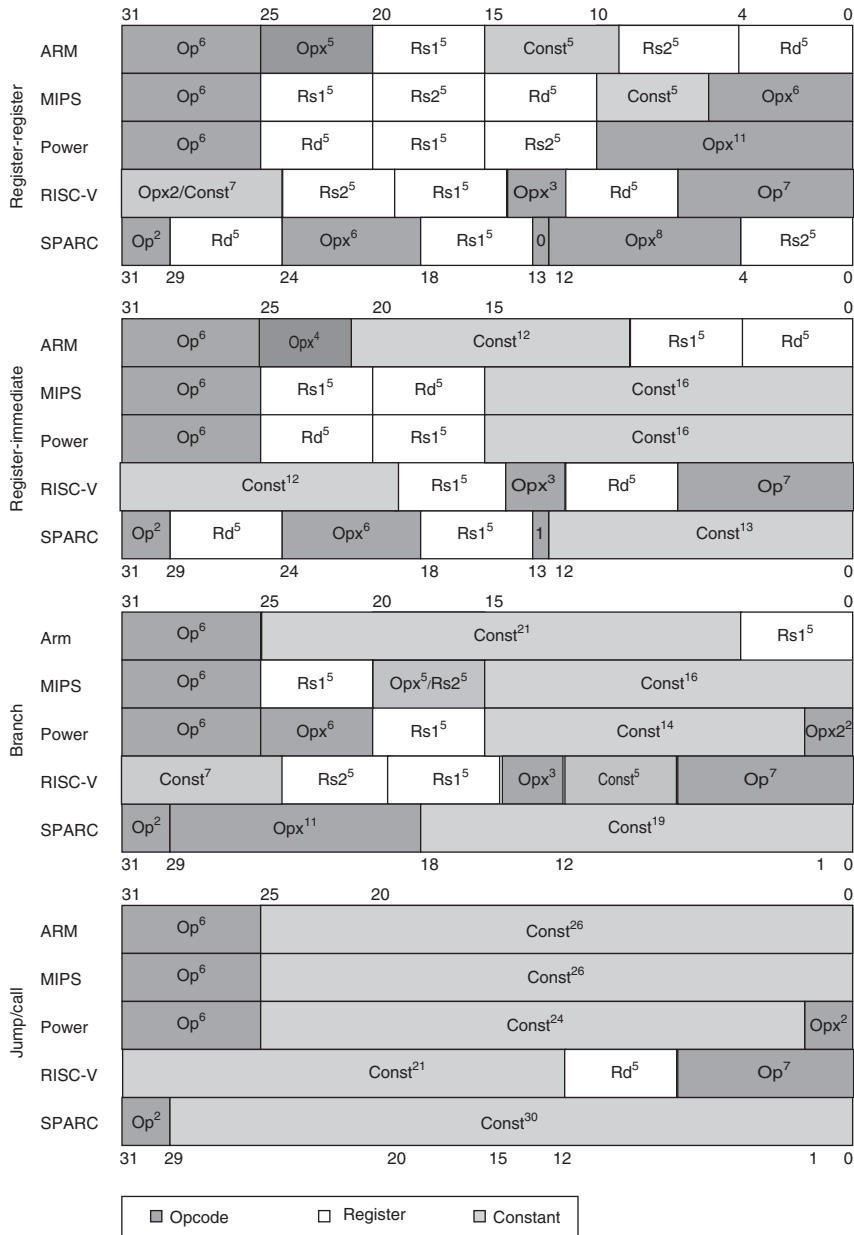 31 25 20 15 10 4 0
Register-register
ARM Op⁶ Opx⁵ Rs1⁵ Const⁵ Rs2⁵ Rd⁵
MIPS Op⁶ Rs1⁵ Rs2⁵ Rd⁵ Const⁵ Opx⁶
Power Op⁶ Rd⁵ Rs1⁵ Rs2⁵ Opx¹¹
RISC-V Opx2/Const⁷ Rs2⁵ Rs1⁵ Opx³ Rd⁵ Op⁷
SPARC Op² Rd⁵ Opx⁶ Rs1⁵ 0 Opx⁸ Rs2⁵
31 29 24 18 13 12 4 0
31 25 20 15 0
Register-immediate
ARM Op⁶ Opx⁴ Const¹² Rs1⁵ Rd⁵
MIPS Op⁶ Rs1⁵ Rd⁵ Const¹⁶
Power Op⁶ Rd⁵ Rs1⁵ Const¹⁶
RISC-V Const¹² Rs1⁵ Opx³ Rd⁵ Op⁷
SPARC Op² Rd⁵ Opx⁶ Rs1⁵ 1 Const¹³
31 29 24 18 13 12 0
31 25 20 15 0
Branch
Arm Op⁶ Const²¹ Rs1⁵
MIPS Op⁶ Rs1⁵ Opx⁵/Rs2⁵ Const¹⁶
Power Op⁶ Opx⁶ Rs1⁵ Const¹⁴ Opx2²
RISC-V Const⁷ Rs2⁵ Rs1⁵ Opx³ Const⁵ Op⁷
SPARC Op² Opx¹¹ Const¹⁹
31 29 18 12 1 0
31 25 20 0
Jump/call
ARM Op⁶ Const²⁶
MIPS Op⁶ Const²⁶
Power Op⁶ Const²⁴ Opx²
RISC-V Const²¹ Rd⁵ Op⁷
SPARC Op² Const³⁰
31 29 20 15 12 1 0
Opcode Register Constant